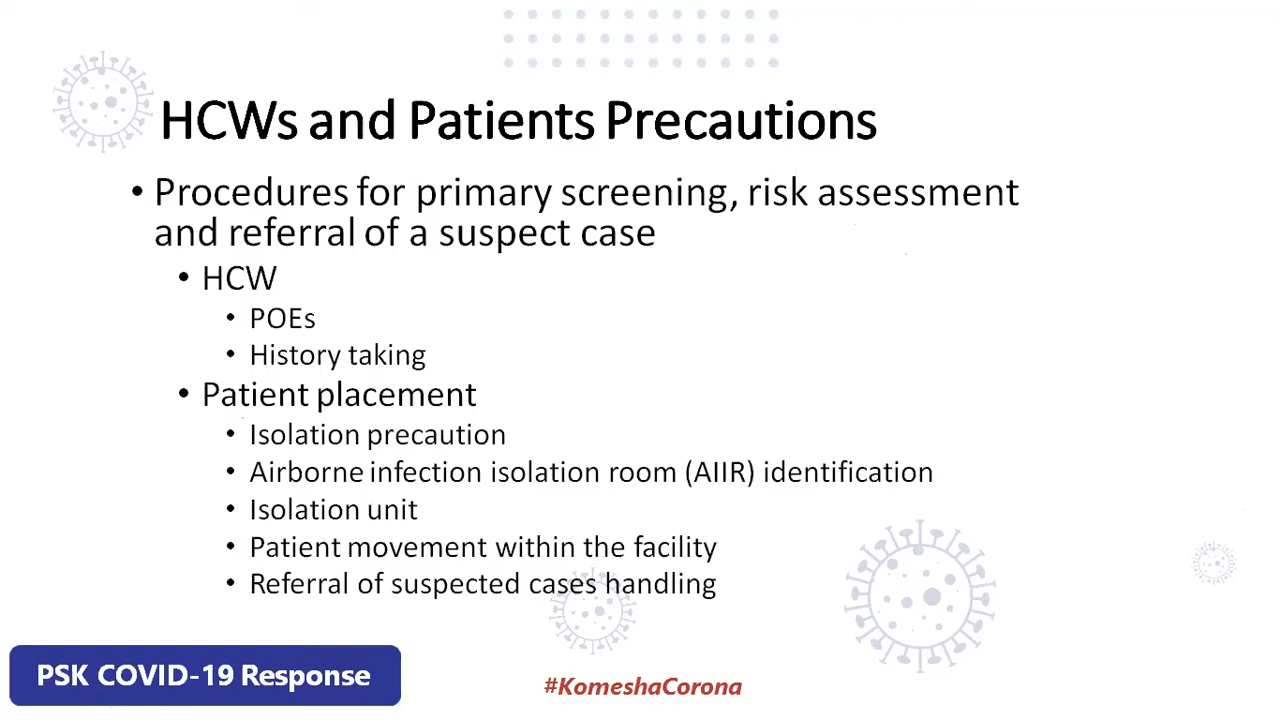 HCWs and Patients Precautions
• Procedures for primary screening, risk assessment
and referral of a suspect case
• HCW
• POEs
• History taking
• Patient placement
• Isolation precaution
• Airborne infection isolation room (AIIR) identification
• Isolation unit
• Patient movement within the facility
• Referral of suspected cases handling
PSK COVID-19 Response
#KomeshaCorona